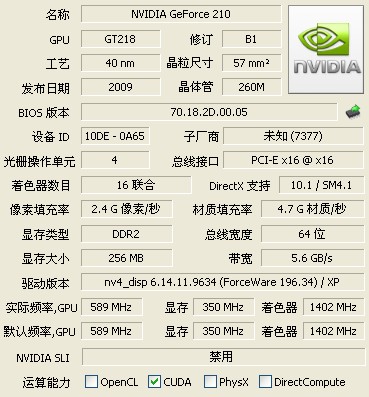 名称 NVIDIA GeForce 210
GPU GT218 修订 B1
工艺 40 nm 晶粒尺寸 57 mm²
发布日期 2009 晶体管 260M
NVIDIA
BIOS 版本 70.18.2D.00.05
设备 ID 10DE - 0A65 子厂商 未知 (7377)
光栅操作单元 4 总线接口 PCI-E x16 @ x16
着色器数目 16 联合 DirectX 支持 10.1 / SM4.1
像素填充率 2.4 G 像素/秒 材质填充率 4.7 G 材质/秒
显存类型 DDR2 总线宽度 64 位
显存大小 256 MB 带宽 5.6 GB/s
驱动版本 nv4_disp 6.14.11.9634 (ForceWare 196.34) / XP
实际频率,GPU 589 MHz 显存 350 MHz 着色器 1402 MHz
默认频率,GPU 589 MHz 显存 350 MHz 着色器 1402 MHz
NVIDIA SLI 禁用
运算能力 OpenCL CUDA PhysX DirectCompute